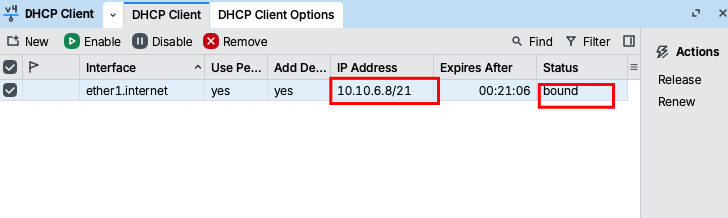 v4 DHCP Client DHCP Client DHCP Client Options
New Enable Disable Remove Find Filter
Interface Use Pe... Add De... IP Address Expires After Status
ether1.internet yes yes 10.10.6.8/21 00:21:06 bound
Actions
Release
Renew